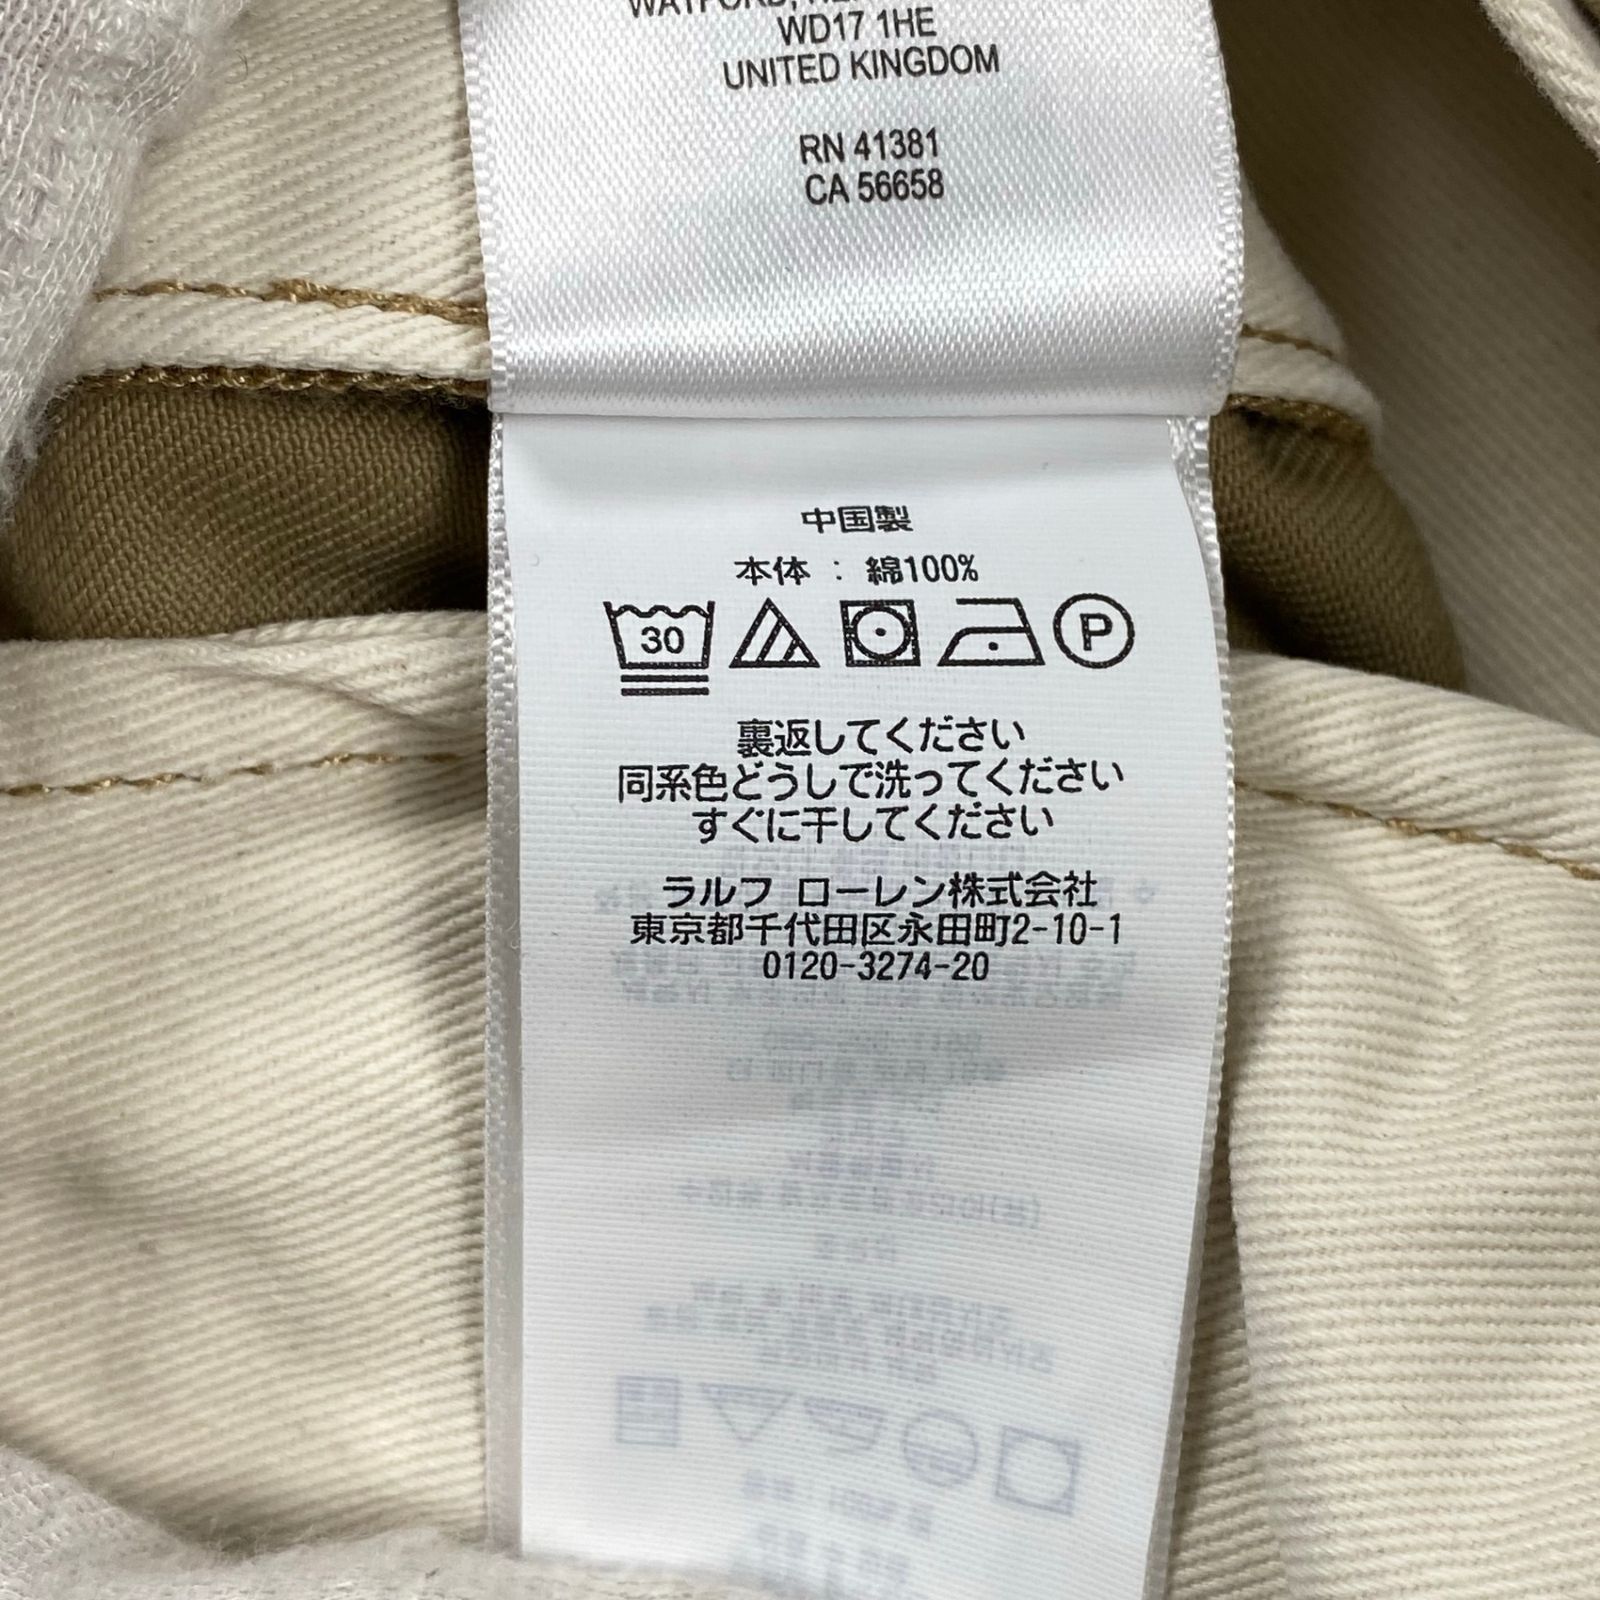 WD17 1HE
UNITED KINGDOM
RN 41381
CA 56658
中国製
本体 : 綿100%
30
P
裏返してください
同系色どうしで洗ってください
すぐに干してください
ラルフ ローレン株式会社
東京都千代田区永田町2-10-1
0120-3274-20